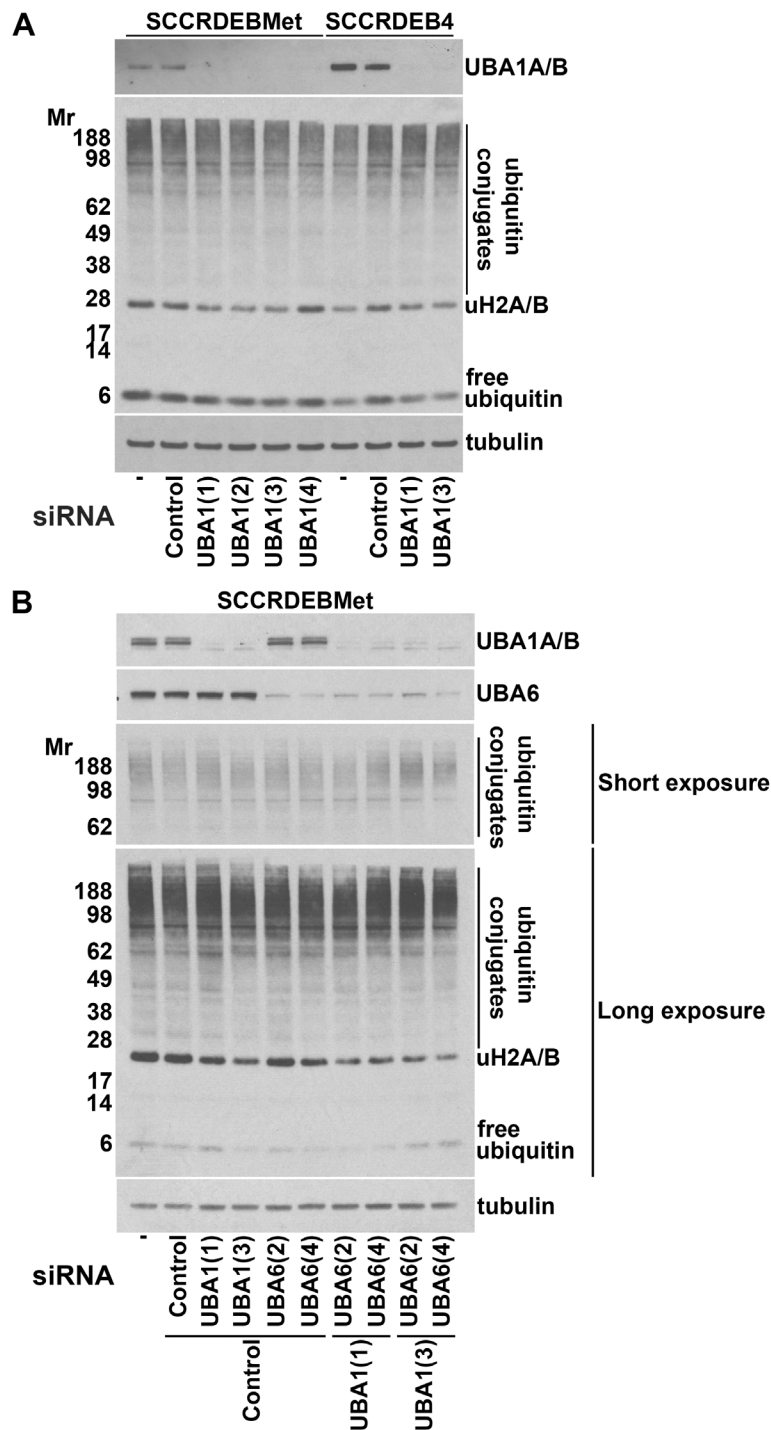 A
SCCRDEBMet SCCRDEB4
UBA1A/B
Mr
188
98
62
49
38
28
17
14
6
ubiquitin
conjugates
uH2A/B
free
ubiquitin
tubulin
siRNA
-
Control
UBA1(1)
UBA1(2)
UBA1(3)
UBA1(4)
-
Control
UBA1(1)
UBA1(3)
B
SCCRDEBMet
UBA1A/B
UBA6
Mr
188
98
62
ubiquitin
conjugates
Short exposure
188
98
62
49
38
28
17
14
6
ubiquitin
conjugates
uH2A/B
free
ubiquitin
Long exposure
tubulin
siRNA
-
Control
UBA1(1)
UBA1(3)
UBA6(2)
UBA6(4)
UBA6(2)
UBA6(4)
UBA6(2)
UBA6(4)
Control
UBA1(1)
UBA1(3)